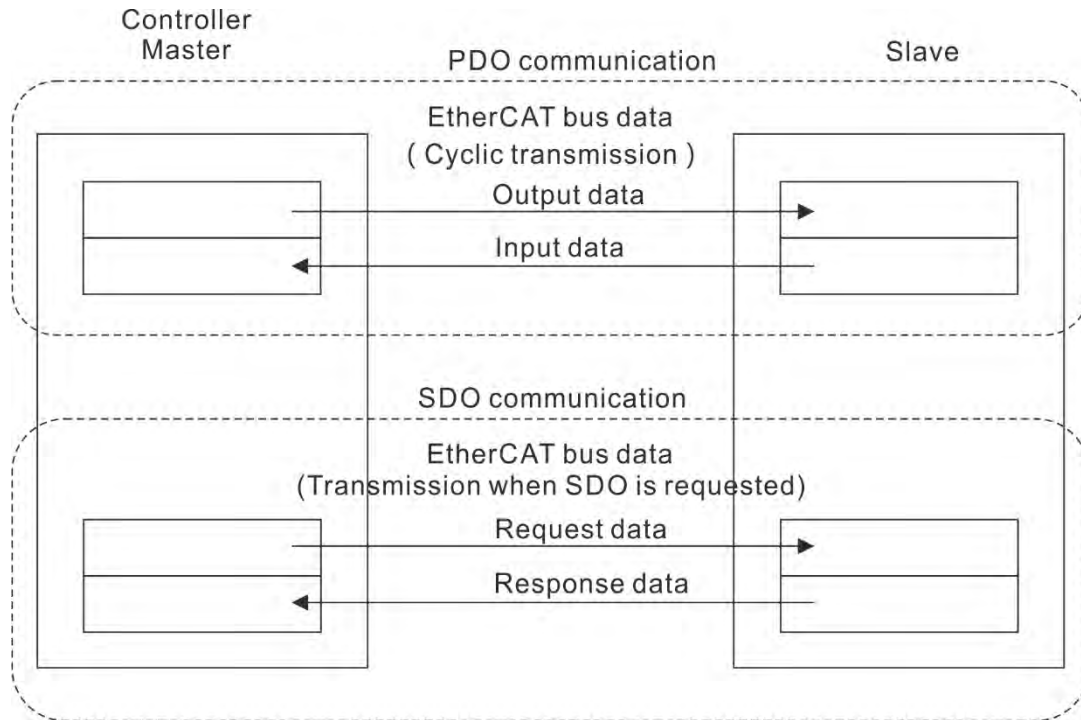 Controller
Master
PDO communication
Slave
EtherCAT bus data
( Cyclic transmission )
Output data
Input data
SDO communication
EtherCAT bus data
(Transmission when SDO is requested)
Request data
Response data